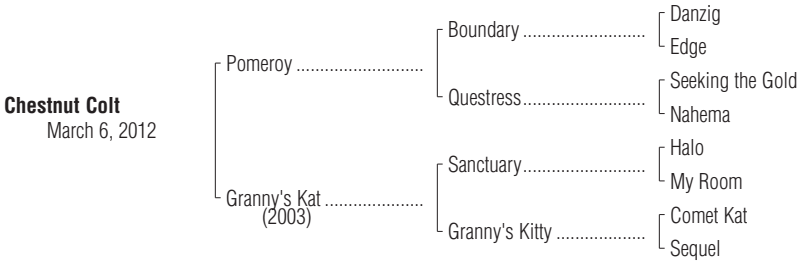 Danzig
Boundary ..........................
Edge
Pomeroy ...........................
Seeking the Gold
Questress..........................
Nahema
Chestnut Colt
March 6, 2012
Halo
Sanctuary..........................
My Room
Granny's Kat .....................
(2003)
Comet Kat
Granny's Kitty ...................
Sequel